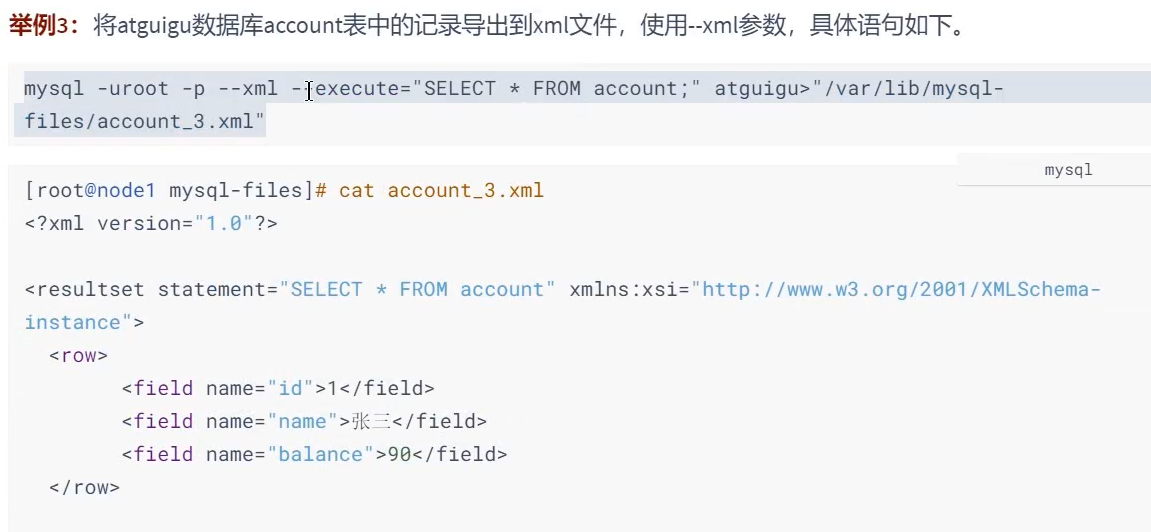 举例3：将atguigu数据库account表中的记录导出到xml文件，使用--xml参数，具体语句如下。
mysql -uroot -p --xml --execute="SELECT * FROM account;" atguigu>"/var/lib/mysql-
files/account_3.xml"
mysql
[root@node1 mysql-files]# cat account_3.xml
<?xml version="1.0"?>
<resultset statement="SELECT * FROM account" xmlns:xsi="http://www.w3.org/2001/XMLSchema-
instance">
<row>
<field name="id">1</field>
<field name="name">张三</field>
<field name="balance">90</field>
</row>